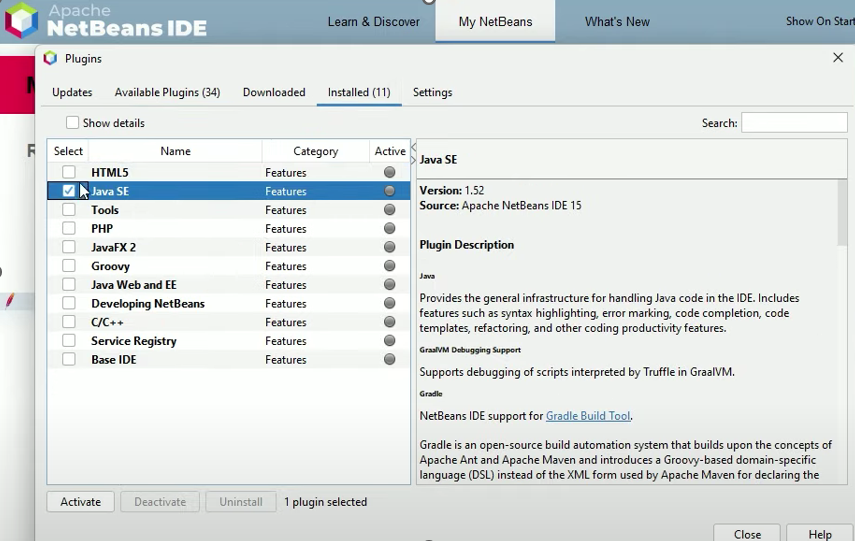 Apache
NetBeans IDE
Learn & Discover
My NetBeans
What's New
Show On Start
Plugins
Updates
Available Plugins (34)
Downloaded
Installed (11)
Settings
Show details
Search:
Select
Name
Category
Active
HTML5 Features
Java SE Features
Tools Features
PHP Features
JavaFX 2 Features
Groovy Features
Java Web and EE Features
Developing NetBeans Features
C/C++ Features
Service Registry Features
Base IDE Features
Java SE
Version: 1.52
Source: Apache NetBeans IDE 15
Plugin Description
Java
Provides the general infrastructure for handling Java code in the IDE. Includes
features such as syntax highlighting, error marking, code completion, code
templates, refactoring, and other coding productivity features.
GraalVM Debugging Support
Supports debugging of scripts interpreted by Truffle in GraalVM.
Gradle
NetBeans IDE support for Gradle Build Tool.
Gradle is an open-source build automation system that builds upon the concepts of
Apache Ant and Apache Maven and introduces a Groovy-based domain-specific
language (DSL) instead of the XML form used by Apache Maven for declaring the
Activate
Deactivate
Uninstall
1 plugin selected
Close
Help